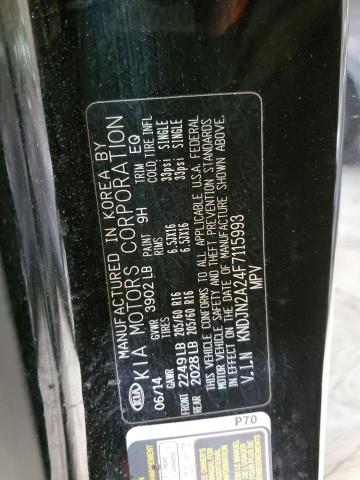 KIA
MANUFACTURED IN KOREA BY
KIA MOTORS CORPORATION
06/14 GVWR 3902 LB PAINT 9H TRIM EQ
GAWR RIMS COLD TIRE INFL
FRONT 2249 LB 205/60 R16 6.5JX16 33psi SINGLE
REAR 2028 LB 205/60 R16 6.5JX16 33psi SINGLE
THIS VEHICLE CONFORMS TO ALL APPLICABLE U.S.A. FEDERAL
MOTOR VEHICLE SAFETY AND THEFT PREVENTION STANDARDS
IN EFFECT ON THE DATE OF MANUFACTURE SHOWN ABOVE.
V.I.N KNDJN2A24F7115993
MPV
P70
SEE OWNER'S